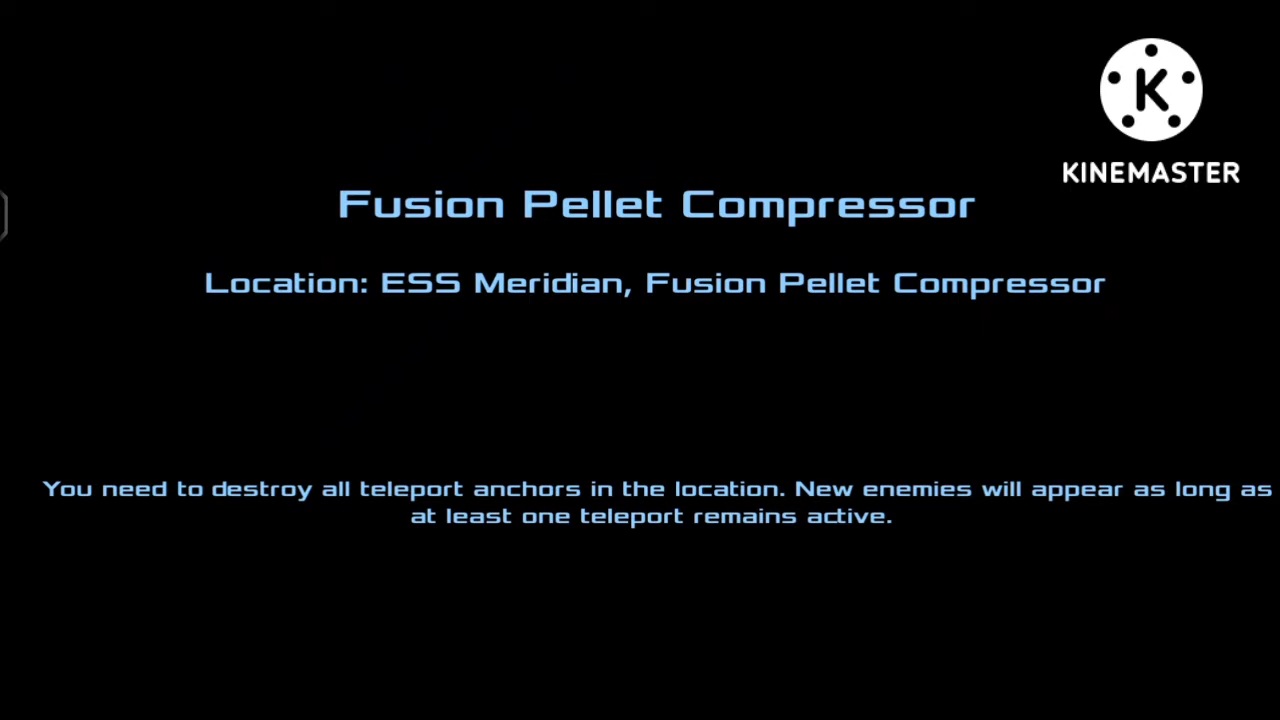 KINEMASTER
Fusion Pellet Compressor
Location: ESS Meridian, Fusion Pellet Compressor
You need to destroy all teleport anchors in the location. New enemies will appear as long as
at least one teleport remains active.